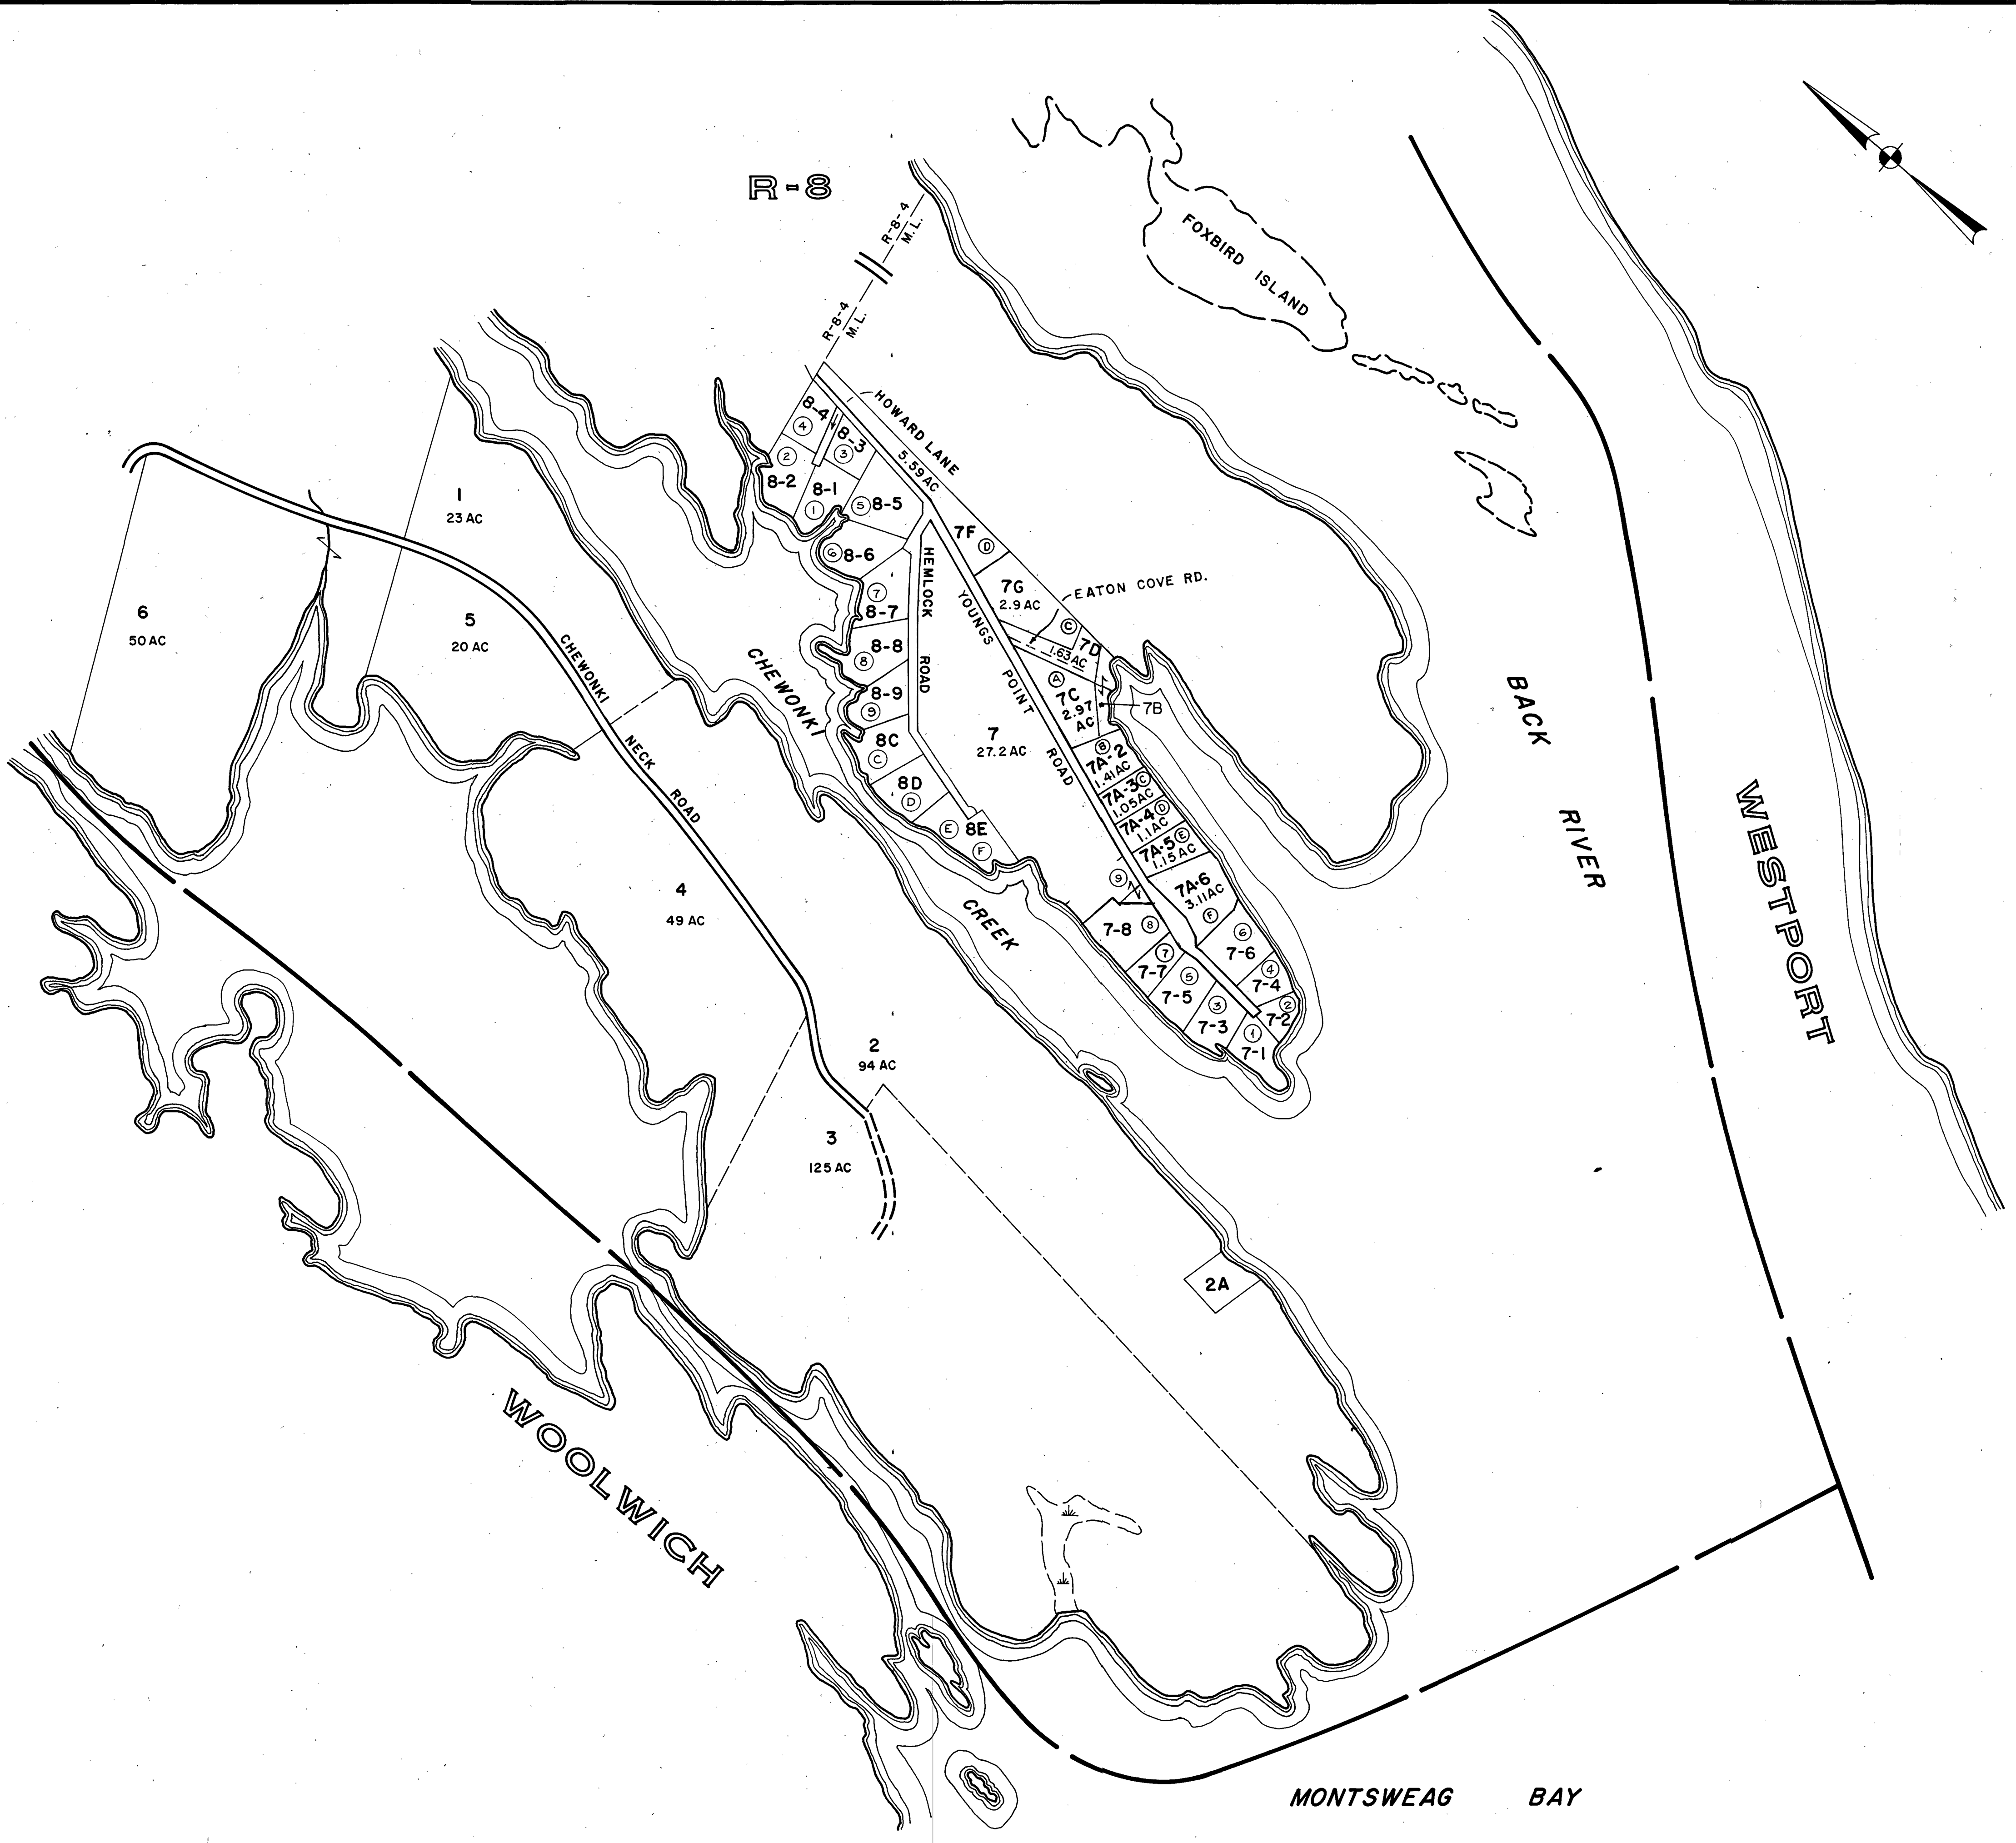 R-8
R-8-4
M.L.
R-8-4
M.L.
FOXBIRD ISLAND
HOWARD LANE
5.59 AC
8-4
4
8-3
3
2
8-2
8-1
1
5
8-5
6
8-6
7
8-7
8-8
8
8-9
9
8C
C
8D
D
E
8E
F
HEMLOCK
ROAD
7F
D
7G
2.9 AC
EATON COVE RD.
C
7D
1.63 AC
A
7C
2.97
AC
7B
YOUNGS
POINT
ROAD
7
27.2 AC
B
7A-2
1.41 AC
7A-3
C
1.05 AC
7A-4
D
1.1 AC
7A-5
E
1.15 AC
9
7A-6
3.11 AC
F
7-8
8
6
7-6
7
7-7
5
7-5
4
7-4
3
7-3
2
7-2
1
7-1
1
23 AC
6
50 AC
5
20 AC
CHEWONKI
NECK
ROAD
CHEWONKI
CREEK
4
49 AC
2
94 AC
3
125 AC
2A
BACK
RIVER
WESTPORT
WOOLWICH
MONTSWEAG BAY